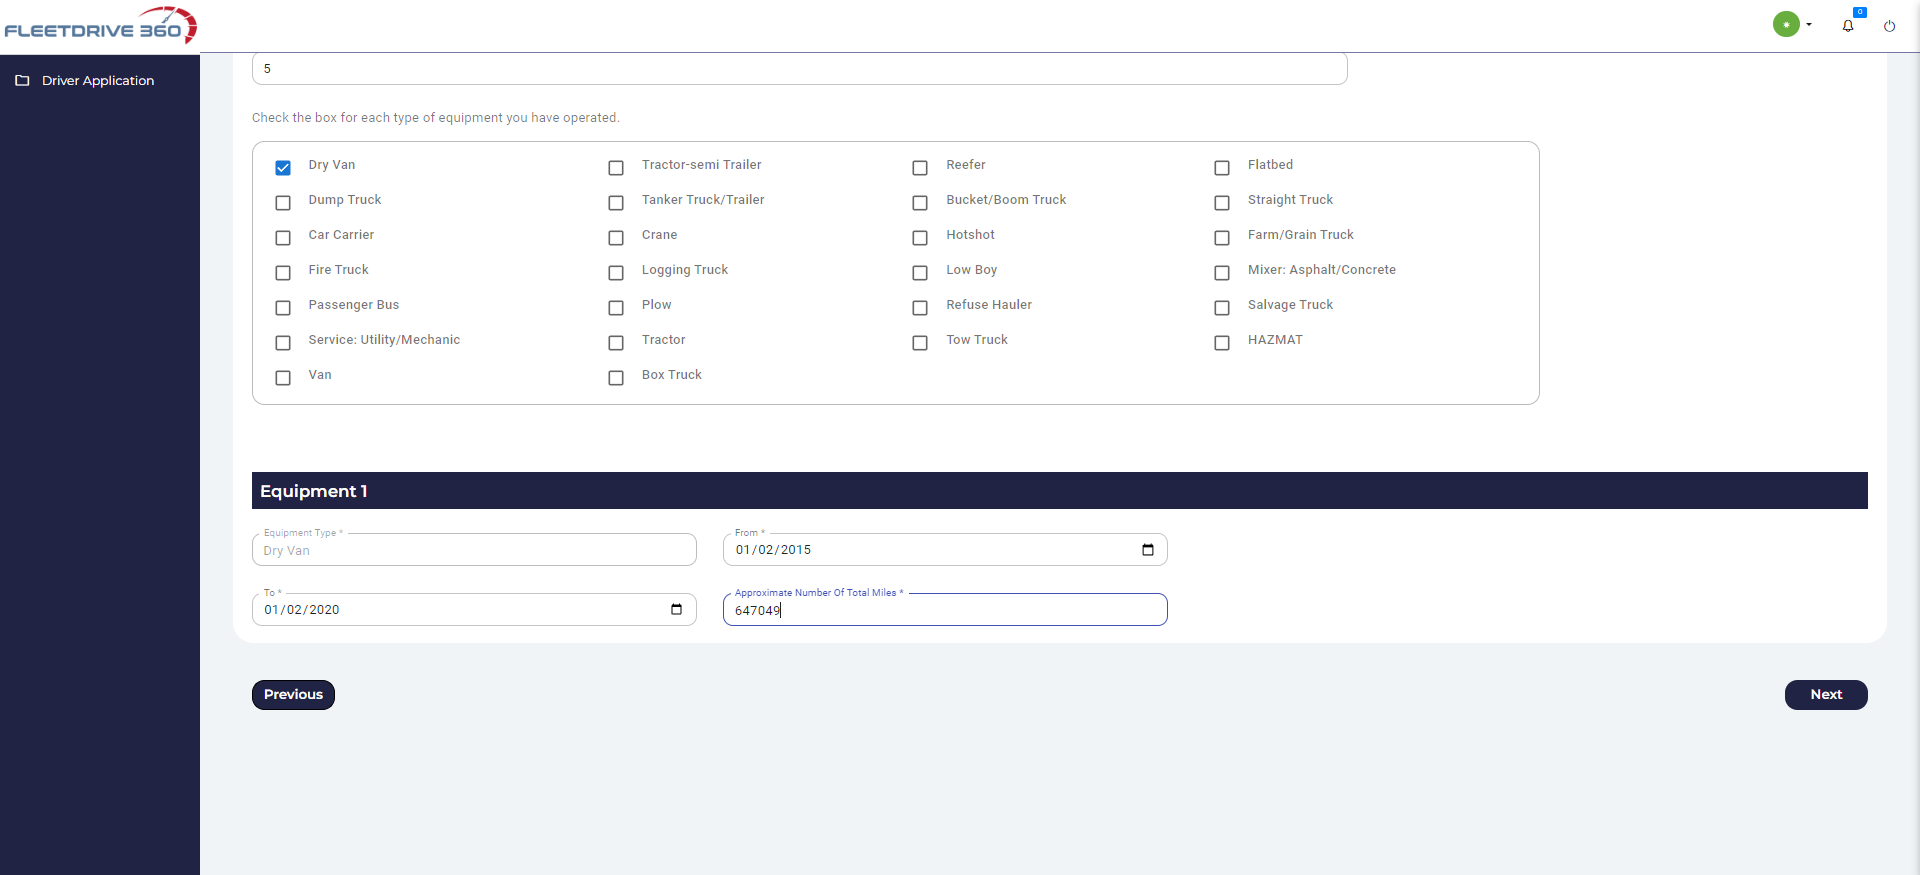 FLEETDRIVE 360
0
Driver Application
5
Check the box for each type of equipment you have operated.
Dry Van Tractor-semi Trailer Reefer Flatbed
Dump Truck Tanker Truck/Trailer Bucket/Boom Truck Straight Truck
Car Carrier Crane Hotshot Farm/Grain Truck
Fire Truck Logging Truck Low Boy Mixer: Asphalt/Concrete
Passenger Bus Plow Refuse Hauler Salvage Truck
Service: Utility/Mechanic Tractor Tow Truck HAZMAT
Van Box Truck
Equipment 1
Equipment Type * From *
Dry Van 01/02/2015
To * Approximate Number Of Total Miles *
01/02/2020 647049
Previous Next